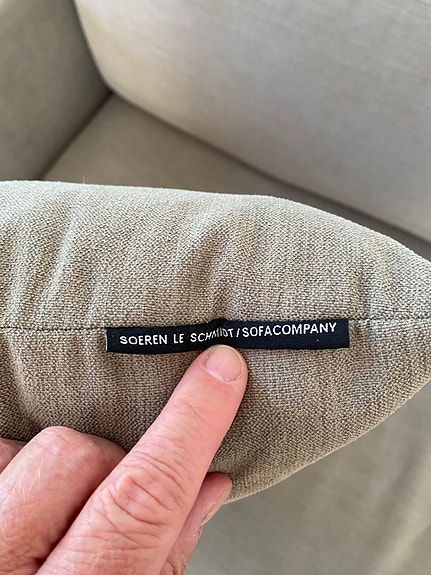 SOEREN LE SCHMIDT/SOFACOMPANY